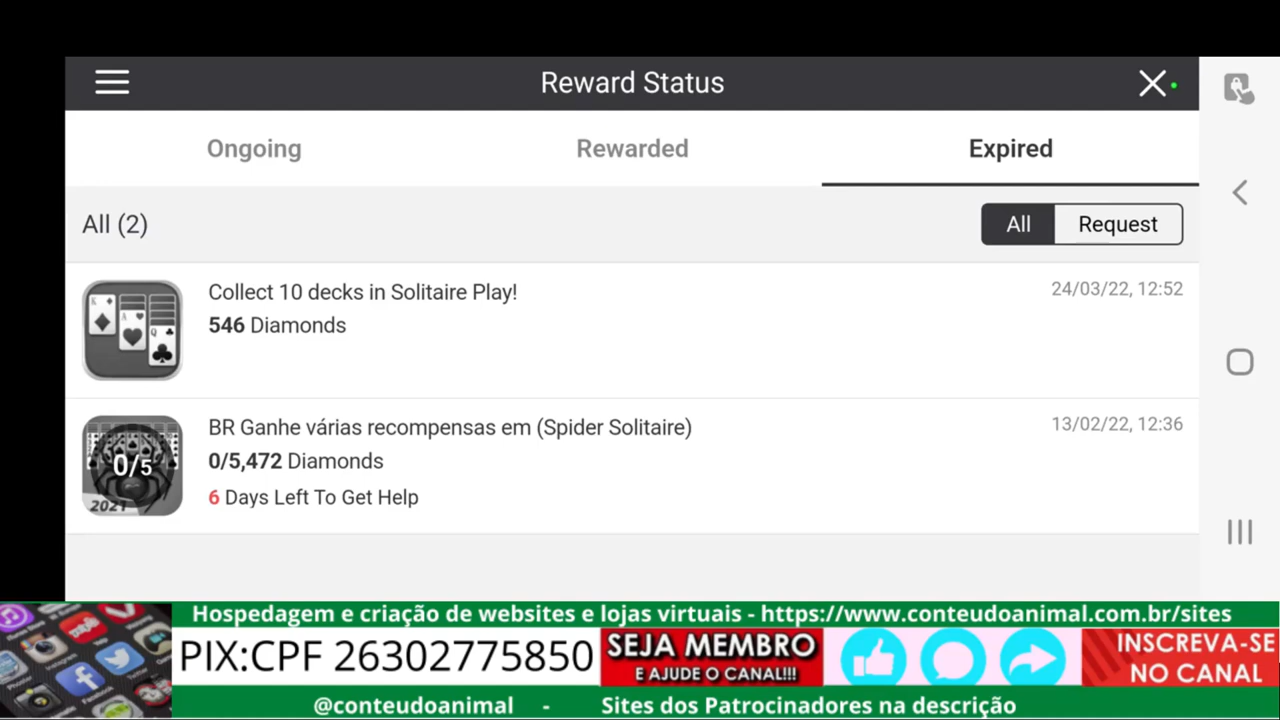 Reward Status
Ongoing
Rewarded
Expired
All (2)
All
Request
Collect 10 decks in Solitaire Play!
24/03/22, 12:52
546 Diamonds
BR Ganhe várias recompensas em (Spider Solitaire)
13/02/22, 12:36
0/5
0/5,472 Diamonds
2021
6 Days Left To Get Help
Hospedagem e criação de websites e lojas virtuais - https://www.conteudoanimal.com.br/sites
PIX:CPF 26302775850
SEJA MEMBRO
E AJUDE O CANAL!!!
INSCREVA-SE
NO CANAL
@conteudoanimal - Sites dos Patrocinadores na descrição